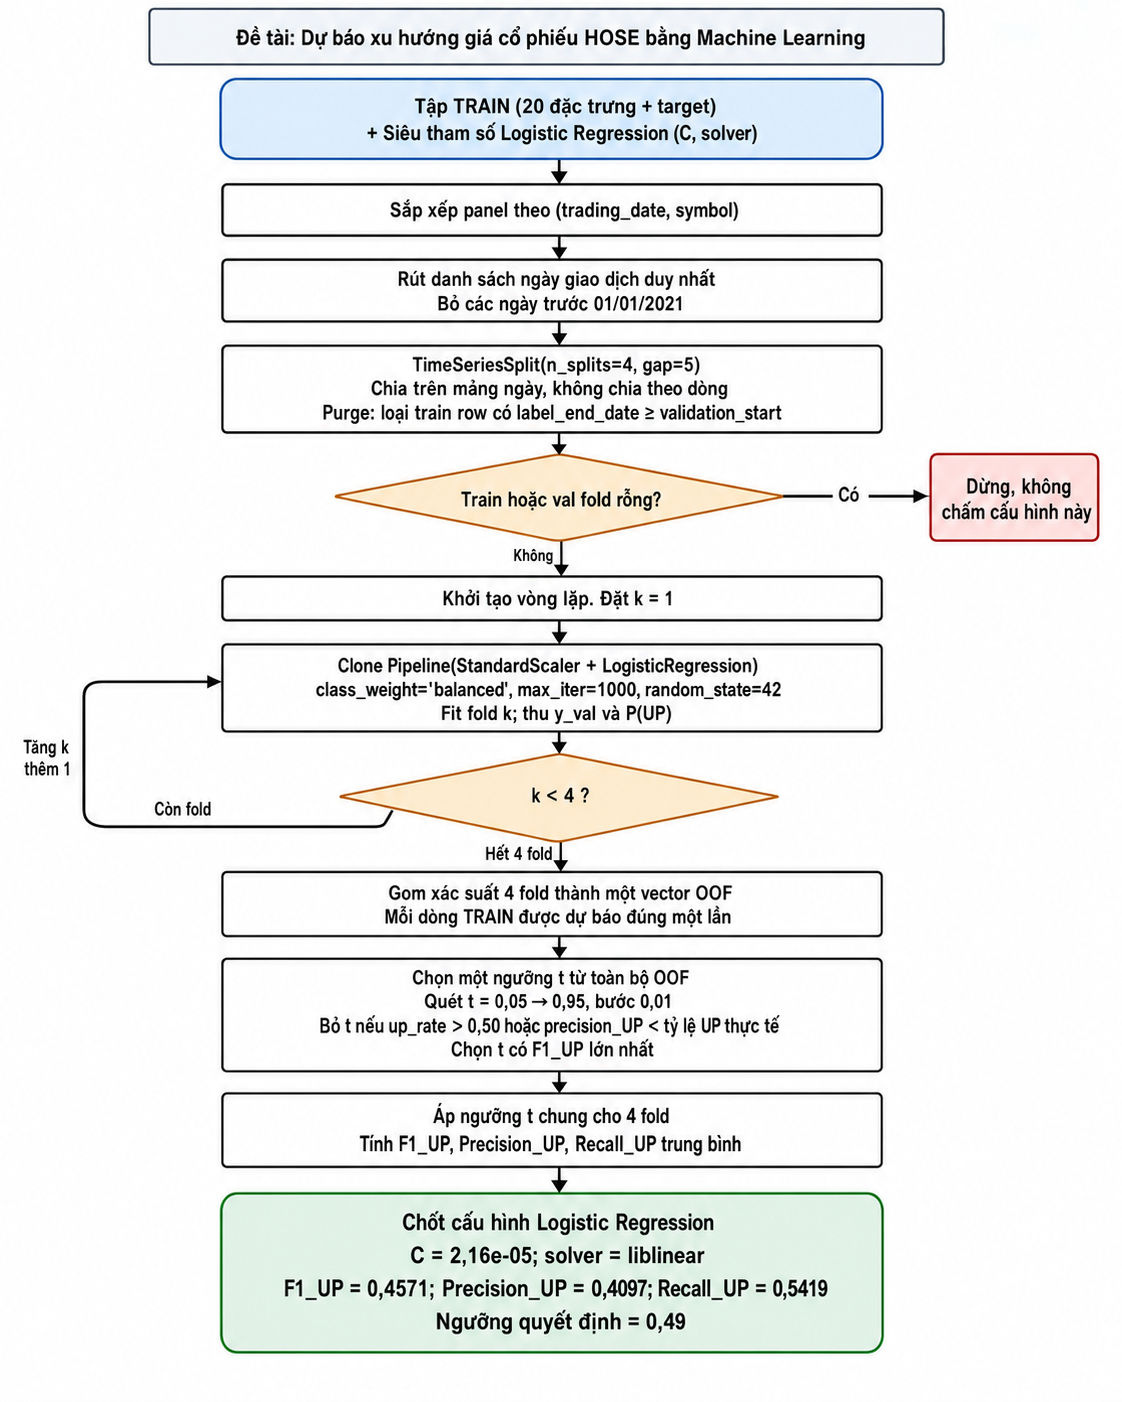 Đề tài: Dự báo xu hướng giá cổ phiếu HOSE bằng Machine Learning
Tập TRAIN (20 đặc trưng + target)
+ Siêu tham số Logistic Regression (C, solver)
Sắp xếp panel theo (trading_date, symbol)
Rút danh sách ngày giao dịch duy nhất
Bỏ các ngày trước 01/01/2021
TimeSeriesSplit(n_splits=4, gap=5)
Chia trên mảng ngày, không chia theo dòng
Purge: loại train row có label_end_date ≥ validation_start
Train hoặc val fold rỗng?
Có
Dừng, không
chấm cấu hình này
Không
Khởi tạo vòng lặp. Đặt k = 1
Clone Pipeline(StandardScaler + LogisticRegression)
class_weight='balanced', max_iter=1000, random_state=42
Fit fold k; thu y_val và P(UP)
Tăng k
thêm 1
k < 4 ?
Còn fold
Hết 4 fold
Gom xác suất 4 fold thành một vector OOF
Mỗi dòng TRAIN được dự báo đúng một lần
Chọn một ngưỡng t từ toàn bộ OOF
Quét t = 0,05 → 0,95, bước 0,01
Bỏ t nếu up_rate > 0,50 hoặc precision_UP < tỷ lệ UP thực tế
Chọn t có F1_UP lớn nhất
Áp ngưỡng t chung cho 4 fold
Tính F1_UP, Precision_UP, Recall_UP trung bình
Chốt cấu hình Logistic Regression
C = 2,16e-05; solver = liblinear
F1_UP = 0,4571; Precision_UP = 0,4097; Recall_UP = 0,5419
Ngưỡng quyết định = 0,49